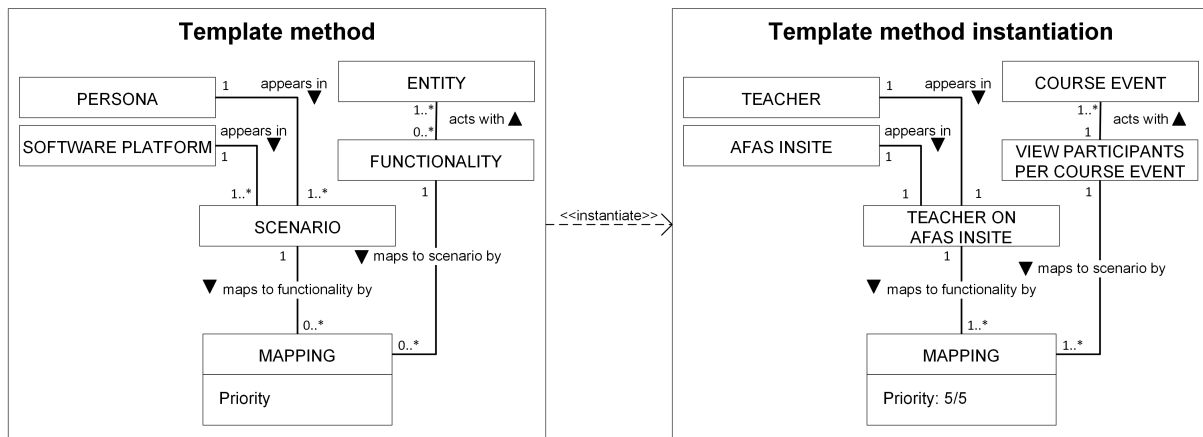 Template method
PERSONA
1
appears in
ENTITY
1..*
acts with
0..*
SOFTWARE PLATFORM
appears in
1
FUNCTIONALITY
1
1..*
1..*
SCENARIO
1
maps to scenario by
maps to functionality by
0..*
MAPPING
0..*
Priority
<<instantiate>>
Template method instantiation
TEACHER
1
appears in
COURSE EVENT
1..*
acts with
1
AFAS INSITE
appears in
1
VIEW PARTICIPANTS
PER COURSE EVENT
1
1
1
TEACHER ON
AFAS INSITE
1
maps to scenario by
maps to functionality by
1..*
MAPPING
1..*
Priority: 5/5